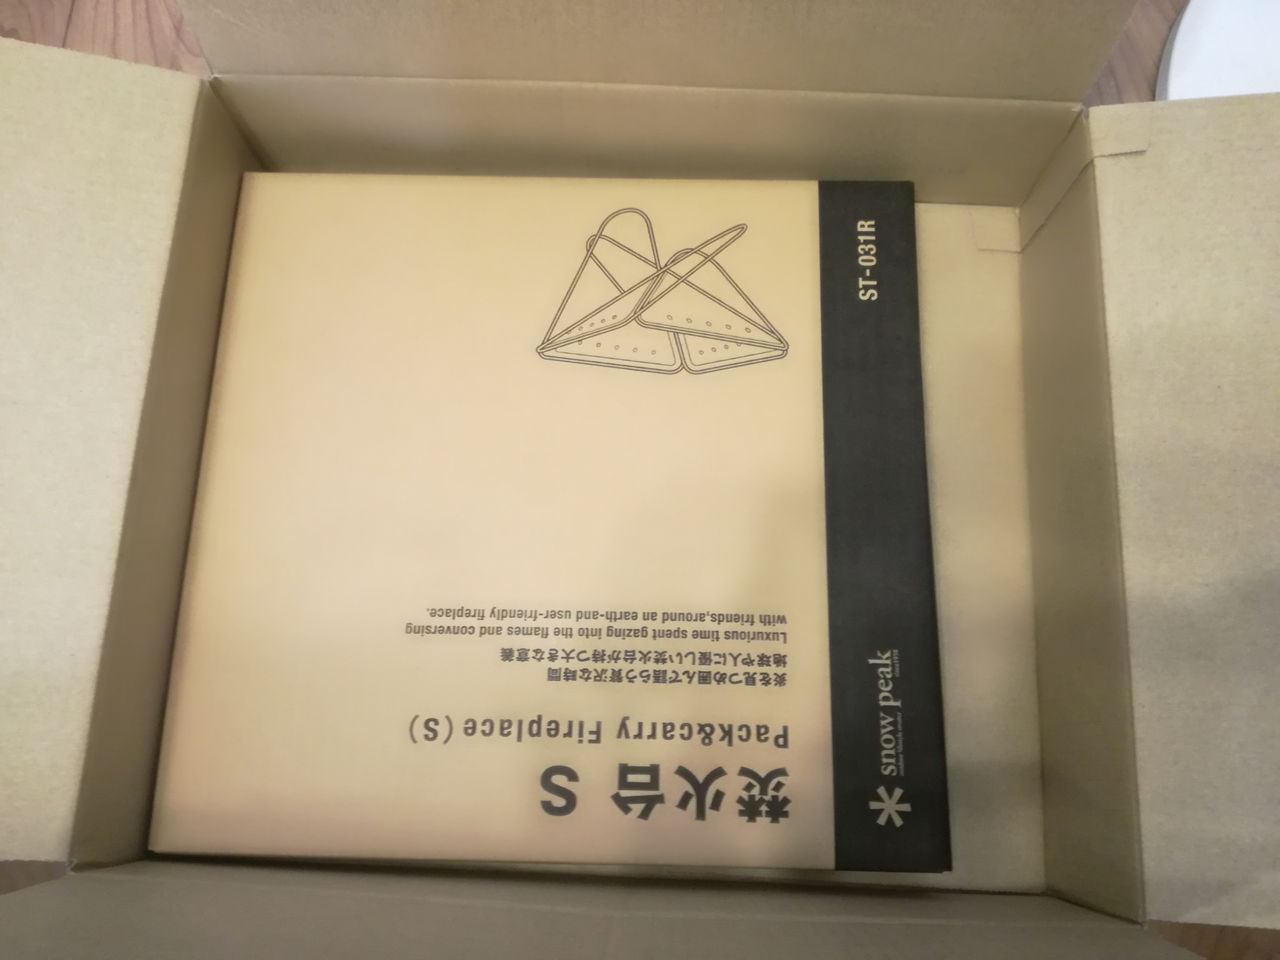 焚火台 S
Pack&carry Fireplace(S)
炎を見つめ囲んで語らう贅沢な時間
地球や人に優しい焚火台が持つ大きな意義
Luxurious time spent gazing into the flames and conversing
with friends,around an earth-and user-friendly fireplace.
snow peak
ST-031R